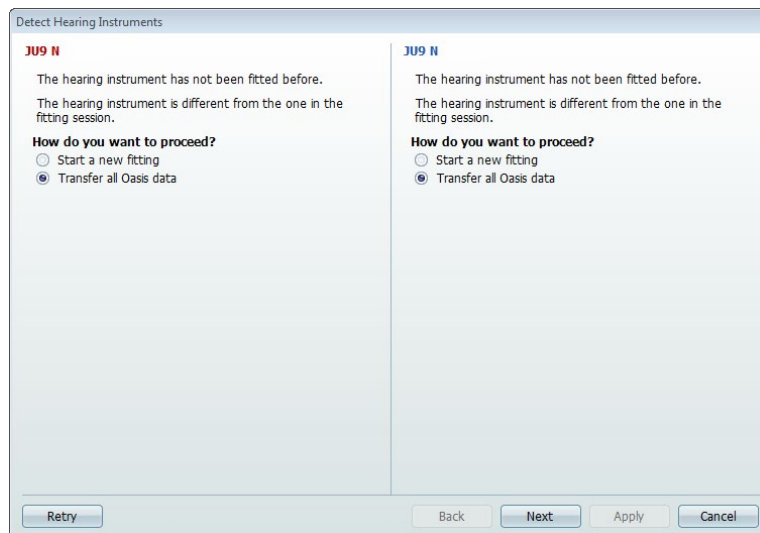 Detect Hearing Instruments
JU9 N
The hearing instrument has not been fitted before.
The hearing instrument is different from the one in the
fitting session.
How do you want to proceed?
Start a new fitting
Transfer all Oasis data
JU9 N
The hearing instrument has not been fitted before.
The hearing instrument is different from the one in the
fitting session.
How do you want to proceed?
Start a new fitting
Transfer all Oasis data
Retry
Back
Next
Apply
Cancel